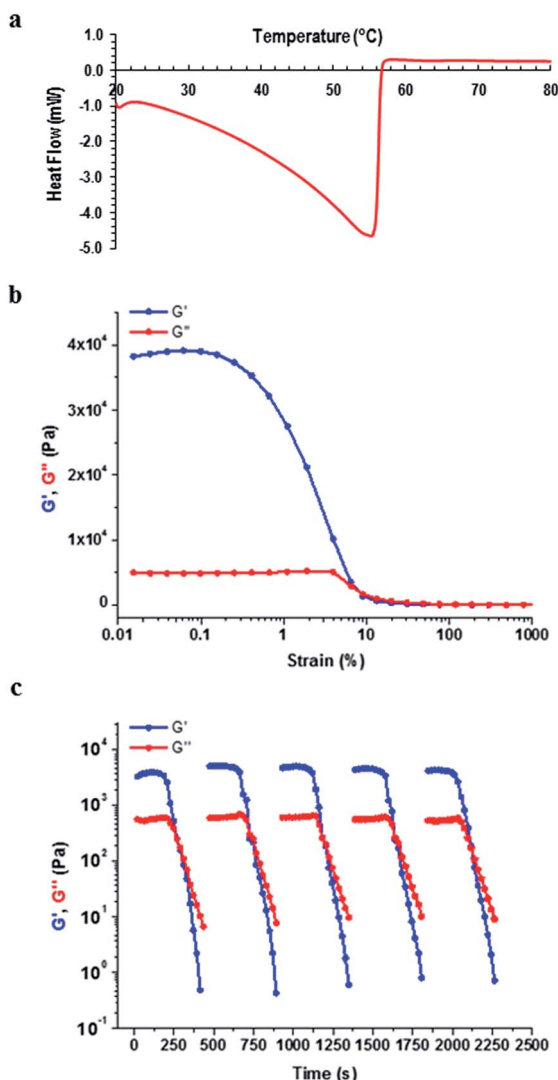 a
Temperature (°C)
1.0
0.0
-1.0
-2.0
-3.0
-4.0
-5.0
20 30 40 50 60 70 80
Heat Flow (mW)
b
G'
G"
4x10⁴
3x10⁴
2x10⁴
1x10⁴
0
G', G" (Pa)
0.01 0.1 1 10 100 1000
Strain (%)
c
G'
G''
10⁴
10³
10²
10¹
10⁰
10⁻¹
G', G" (Pa)
0 250 500 750 1000 1250 1500 1750 2000 2250 2500
Time (s)